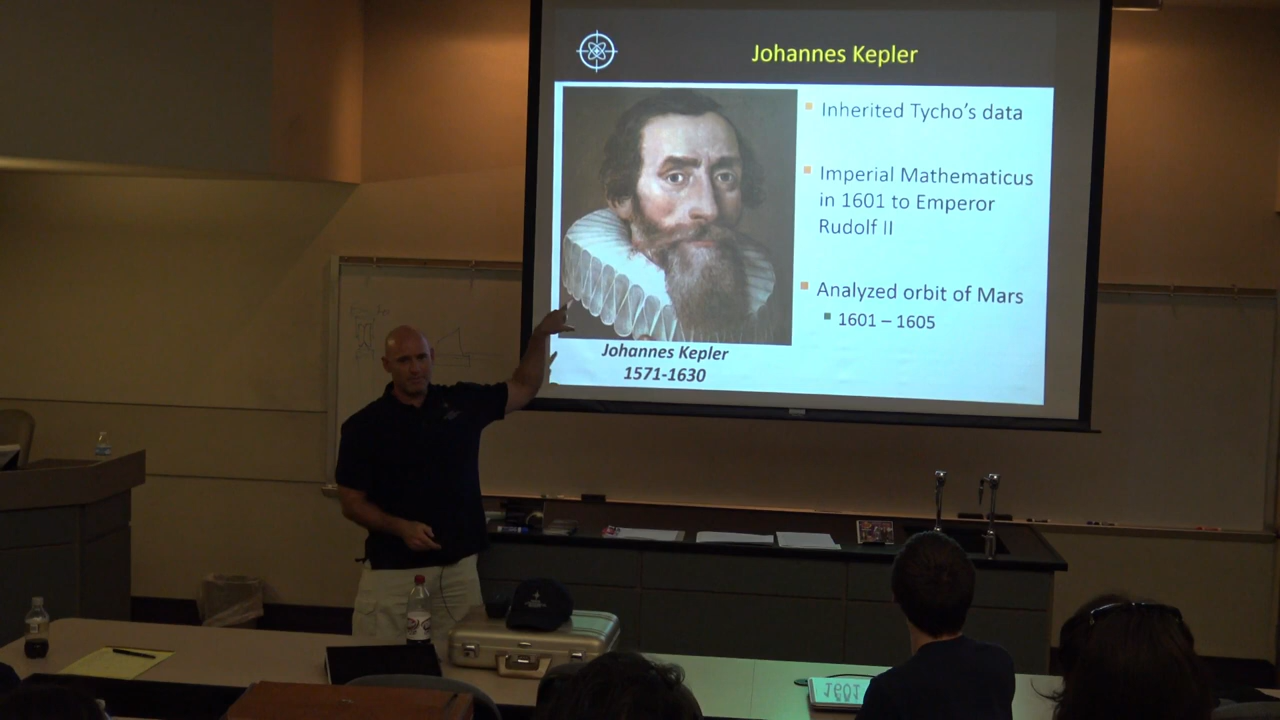 Johannes Kepler
Inherited Tycho's data
Imperial Mathematicus
in 1601 to Emperor
Rudolf II
Analyzed orbit of Mars
1601 – 1605
Johannes Kepler
1571-1630
1601